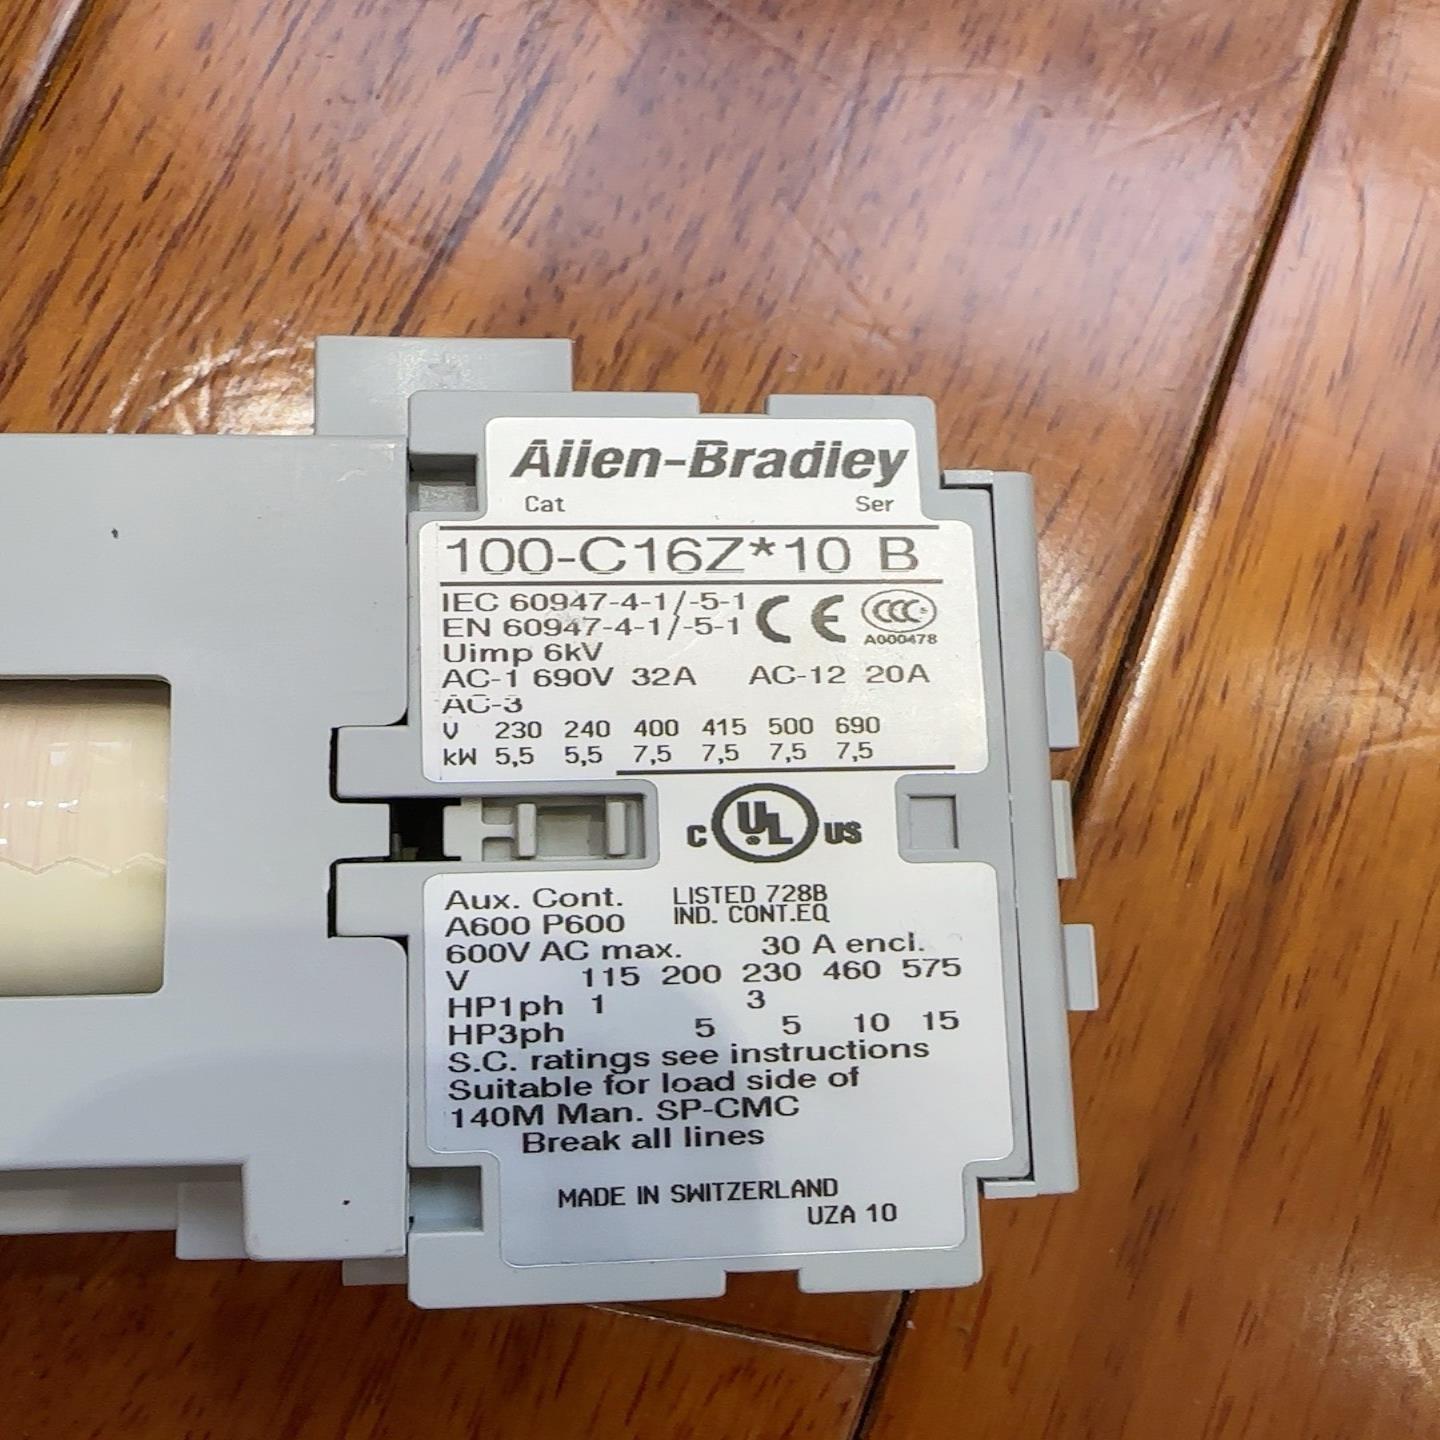 Allen-Bradley
Cat Ser
100-C16Z*10 B
IEC 60947-4-1/-5-1
EN 60947-4-1/-5-1
CE CCC
A000478
Uimp 6kV
AC-1 690V 32A AC-12 20A
AC-3
V 230 240 400 415 500 690
kW 5,5 5,5 7,5 7,5 7,5 7,5
C UL US
Aux. Cont. LISTED 728B
A600 P600 IND. CONT.EQ
600V AC max. 30 A encl.
V 115 200 230 460 575
HP1ph 1 3
HP3ph 5 5 10 15
S.C. ratings see instructions
Suitable for load side of
140M Man. SP-CMC
Break all lines
MADE IN SWITZERLAND
UZA 10